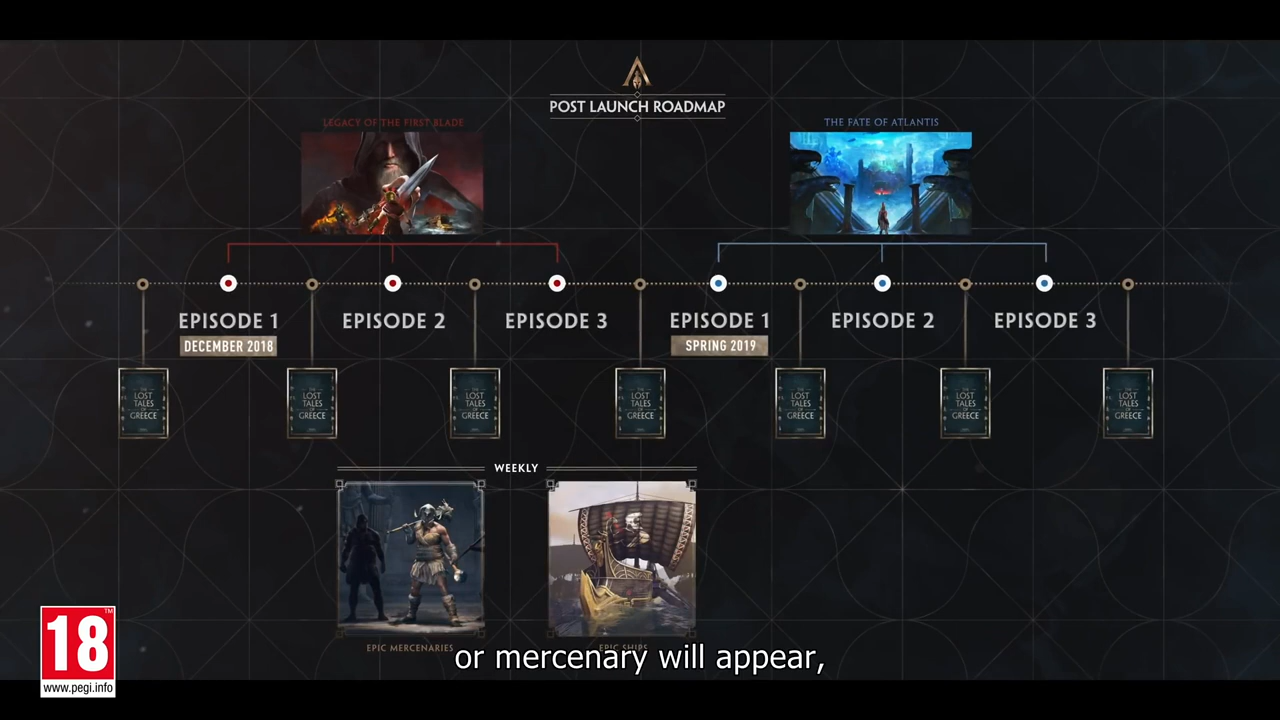 POST LAUNCH ROADMAP
LEGACY OF THE FIRST BLADE
THE FATE OF ATLANTIS
EPISODE 1
EPISODE 2
EPISODE 3
EPISODE 1
EPISODE 2
EPISODE 3
DECEMBER 2018
SPRING 2019
THE
LOST
TALES
OF
GREECE
THE
LOST
TALES
OF
GREECE
THE
LOST
TALES
OF
GREECE
THE
LOST
TALES
OF
GREECE
THE
LOST
TALES
OF
GREECE
THE
LOST
TALES
OF
GREECE
THE
LOST
TALES
OF
GREECE
WEEKLY
EPIC MERCENARIES
EPIC SHIPS
or mercenary will appear,
18
TM
www.pegi.info